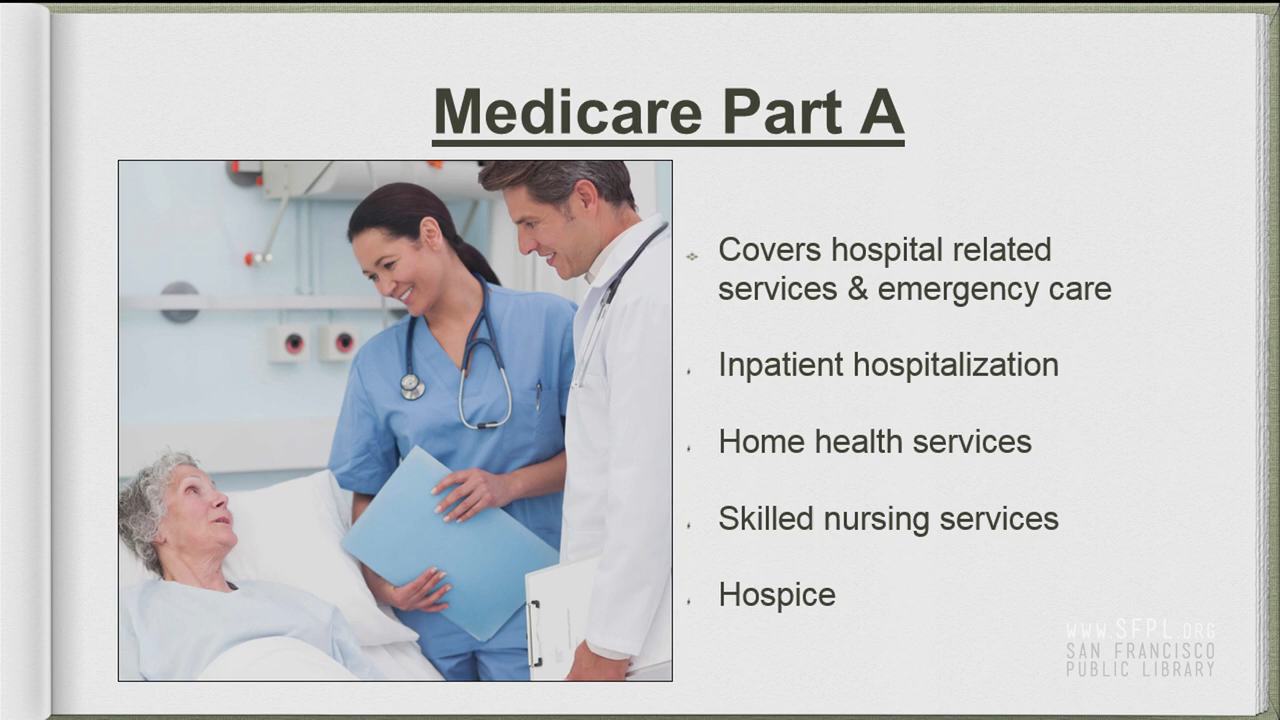 Medicare Part A
Covers hospital related
services & emergency care
Inpatient hospitalization
Home health services
Skilled nursing services
Hospice
WWW.SFPL.ORG
SAN FRANCISCO
PUBLIC LIBRARY